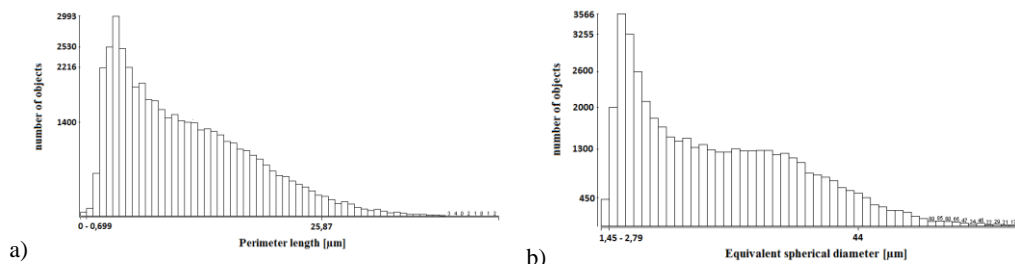 2993
2530
2216
1400
number of objects
0 - 0,699
25,87
Perimeter length [µm]
a)
3566
3255
2600
2000
1300
450
number of objects
1,45 - 2,79
44
Equivalent spherical diameter [µm]
b)